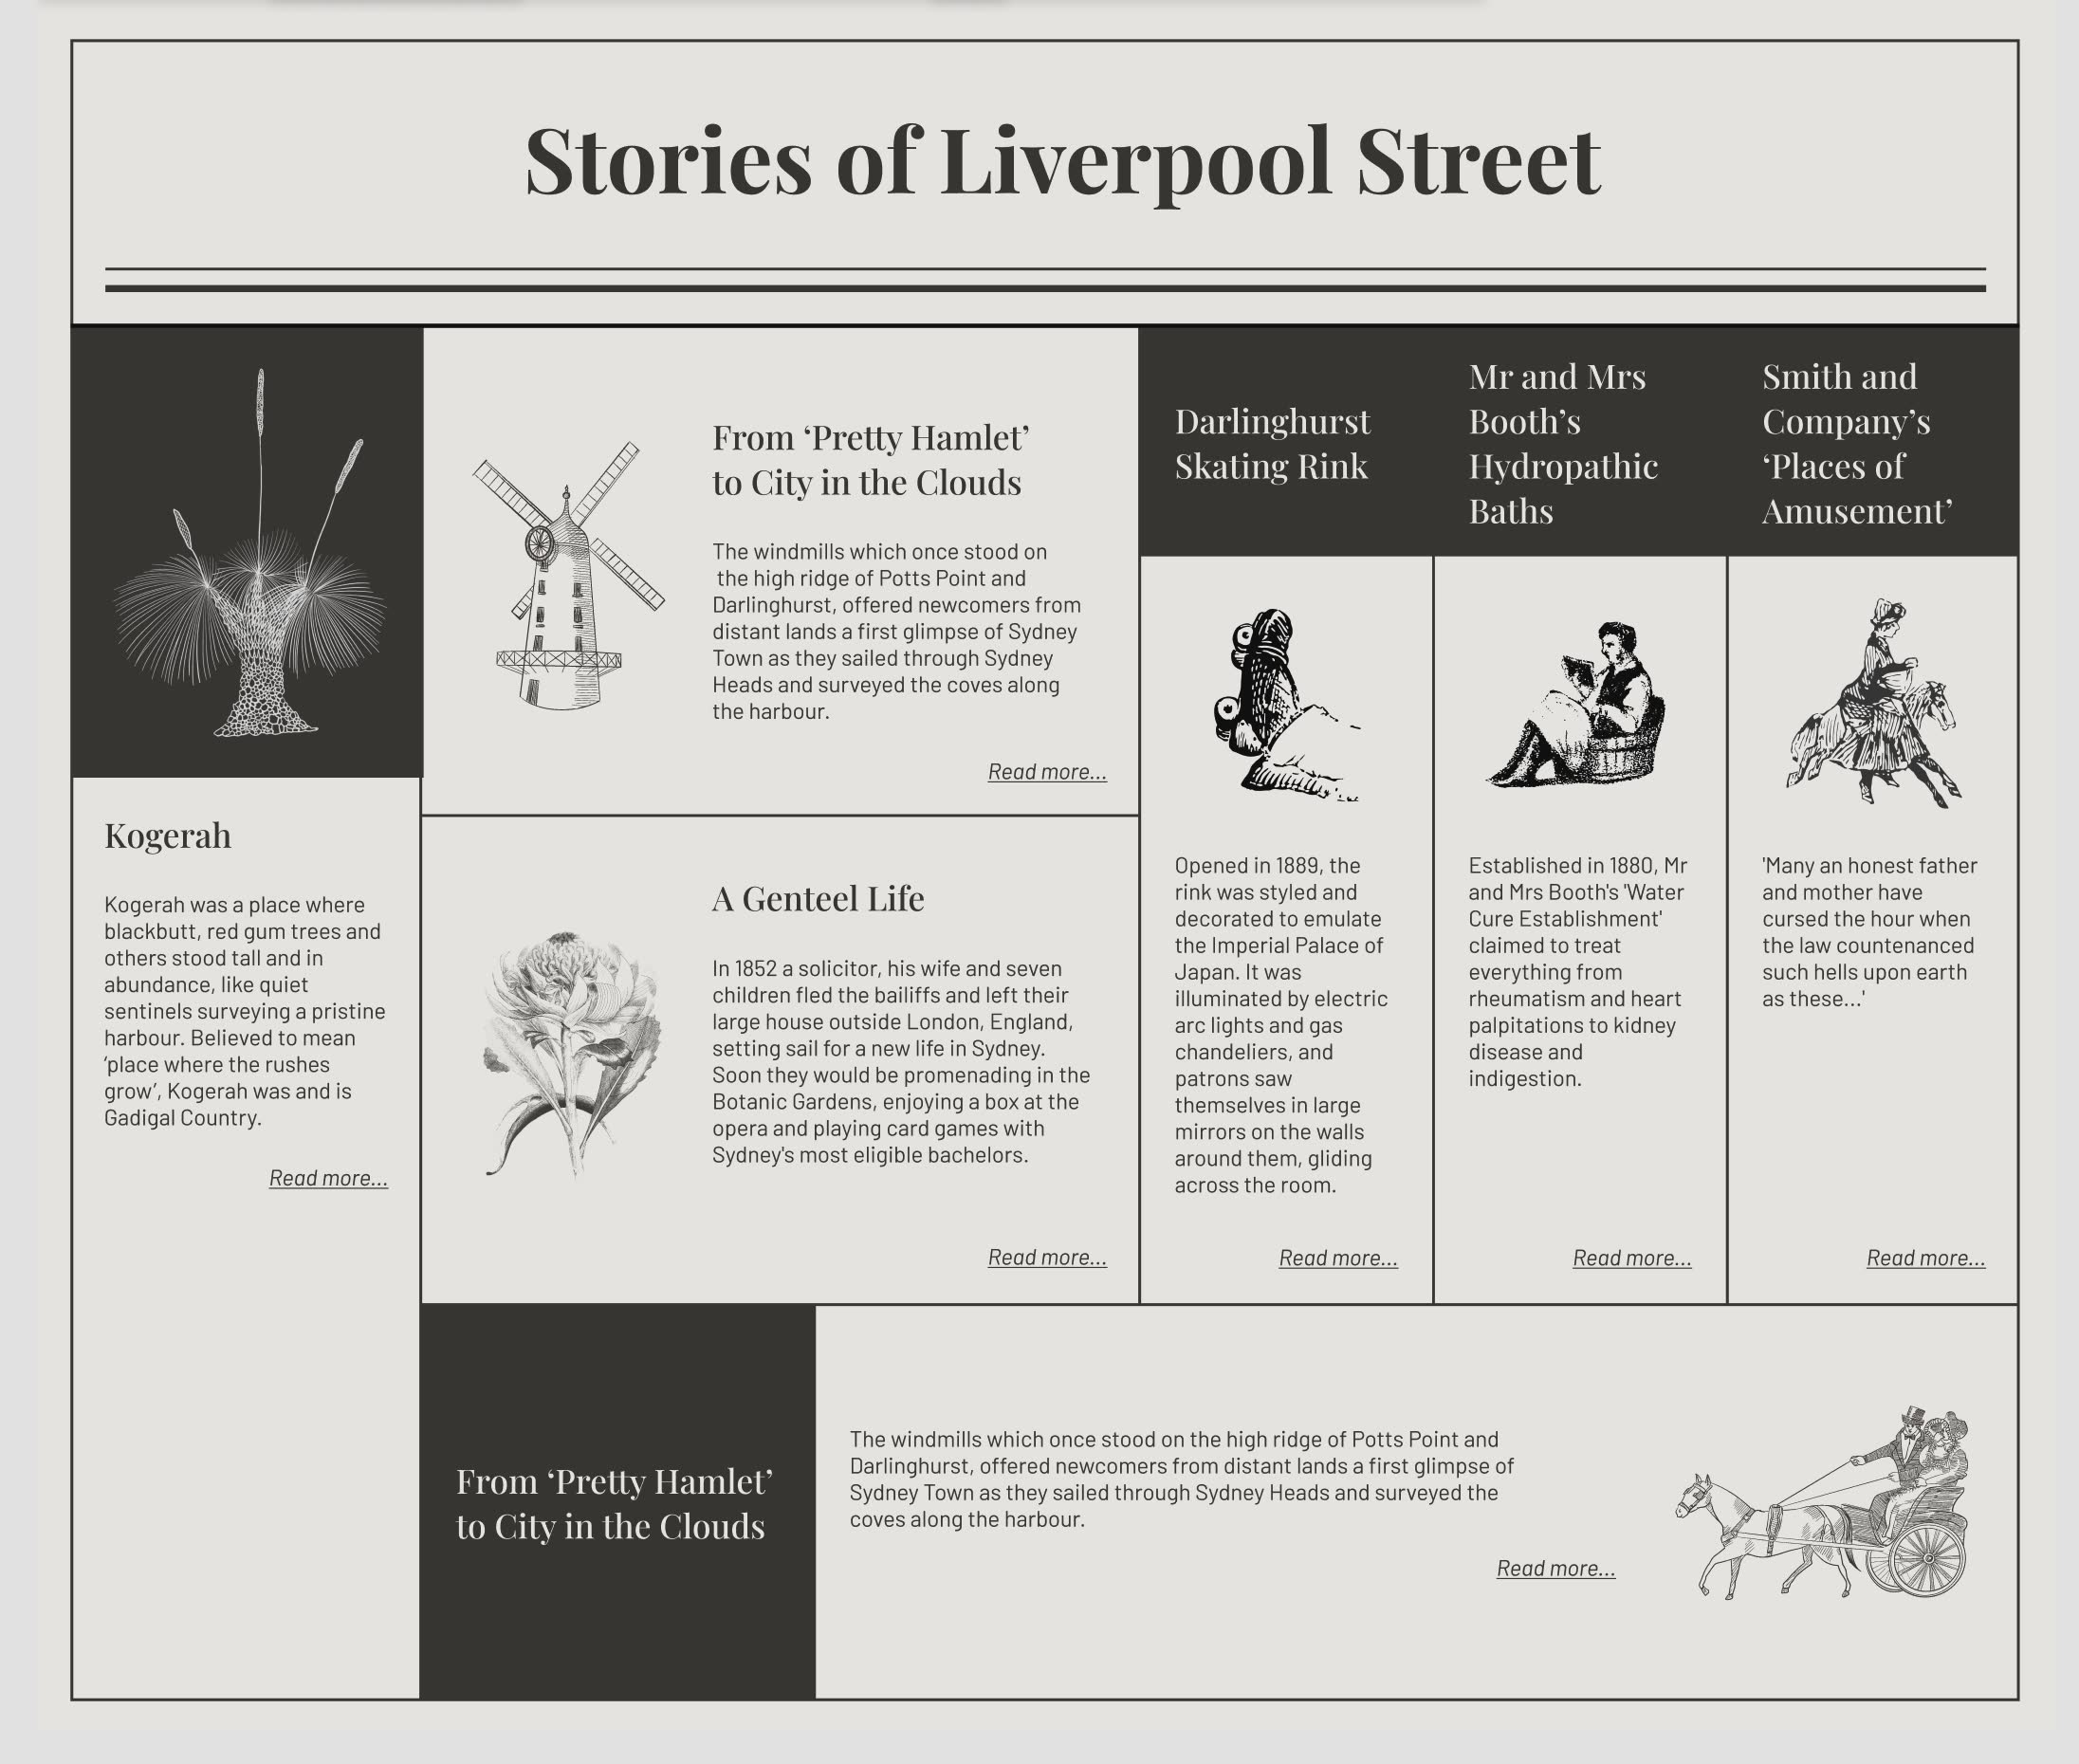 Stories of Liverpool Street
Kogerah
Kogerah was a place where
blackbutt, red gum trees and
others stood tall and in
abundance, like quiet
sentinels surveying a pristine
harbour. Believed to mean
‘place where the rushes
grow’, Kogerah was and is
Gadigal Country.
Read more...
From ‘Pretty Hamlet’
to City in the Clouds
The windmills which once stood on
the high ridge of Potts Point and
Darlinghurst, offered newcomers from
distant lands a first glimpse of Sydney
Town as they sailed through Sydney
Heads and surveyed the coves along
the harbour.
Read more...
A Genteel Life
In 1852 a solicitor, his wife and seven
children fled the bailiffs and left their
large house outside London, England,
setting sail for a new life in Sydney.
Soon they would be promenading in the
Botanic Gardens, enjoying a box at the
opera and playing card games with
Sydney's most eligible bachelors.
Read more...
Darlinghurst
Skating Rink
Opened in 1889, the
rink was styled and
decorated to emulate
the Imperial Palace of
Japan. It was
illuminated by electric
arc lights and gas
chandeliers, and
patrons saw
themselves in large
mirrors on the walls
around them, gliding
across the room.
Read more...
Mr and Mrs
Booth’s
Hydropathic
Baths
Established in 1880, Mr
and Mrs Booth's 'Water
Cure Establishment'
claimed to treat
everything from
rheumatism and heart
palpitations to kidney
disease and
indigestion.
Read more...
Smith and
Company’s
‘Places of
Amusement’
'Many an honest father
and mother have
cursed the hour when
the law countenanced
such hells upon earth
as these...'
Read more...
From ‘Pretty Hamlet’
to City in the Clouds
The windmills which once stood on the high ridge of Potts Point and
Darlinghurst, offered newcomers from distant lands a first glimpse of
Sydney Town as they sailed through Sydney Heads and surveyed the
coves along the harbour.
Read more...